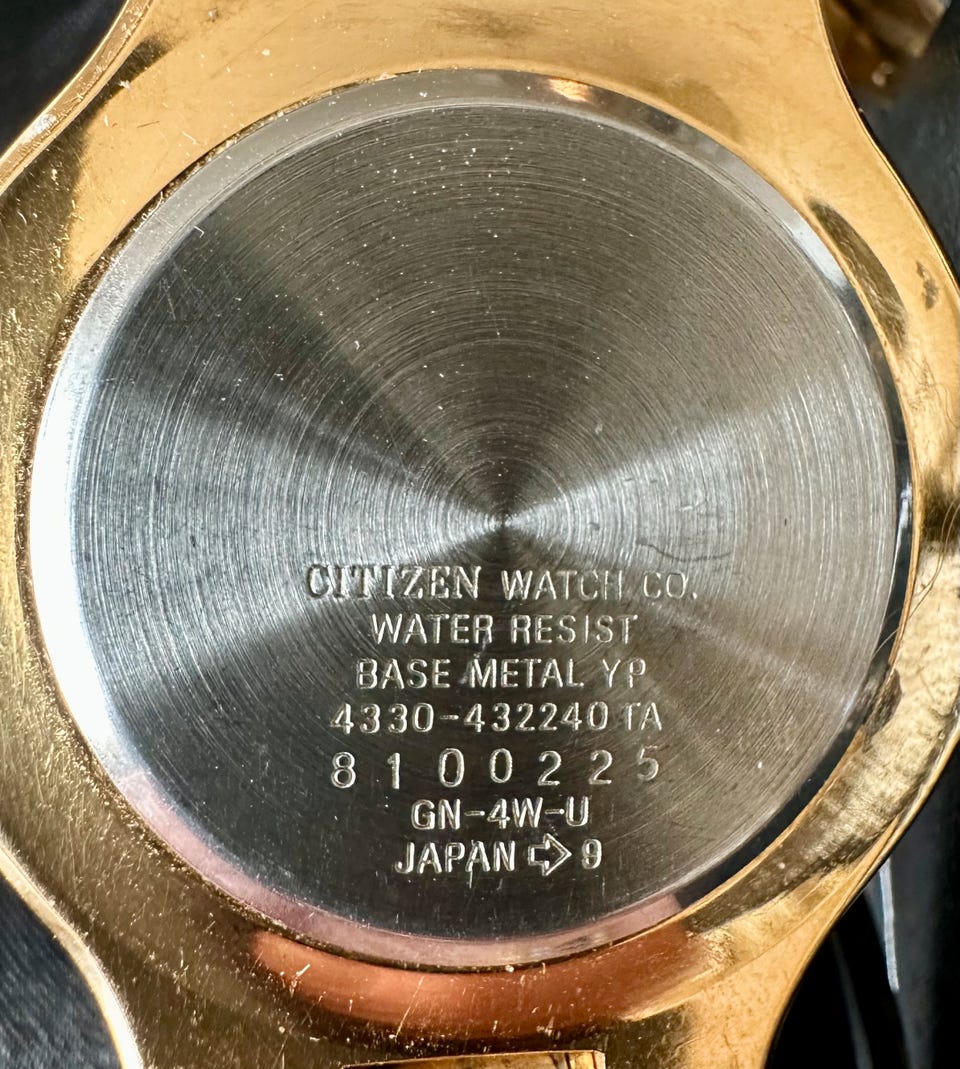 CITIZEN WATCH CO.
WATER RESIST
BASE METAL YP
4330-432240 TA
8100225
GN-4W-U
JAPAN ⇨ 9